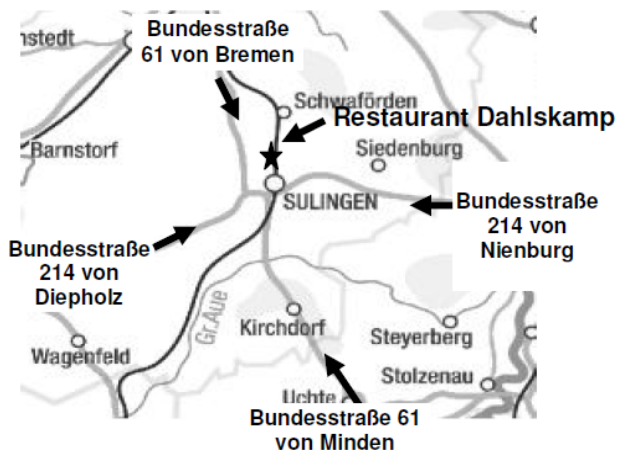 Bundesstraße
61 von Bremen
nstedt
Schwaförden
Restaurant Dahlskamp
Barnstorf
Siedenburg
SULINGEN
Bundesstraße
214 von
Nienburg
Bundesstraße
214 von
Diepholz
Gr.Aue
Kirchdorf
Steyerberg
Wagenfeld
Stolzenau
Uchte
Bundesstraße 61
von Minden